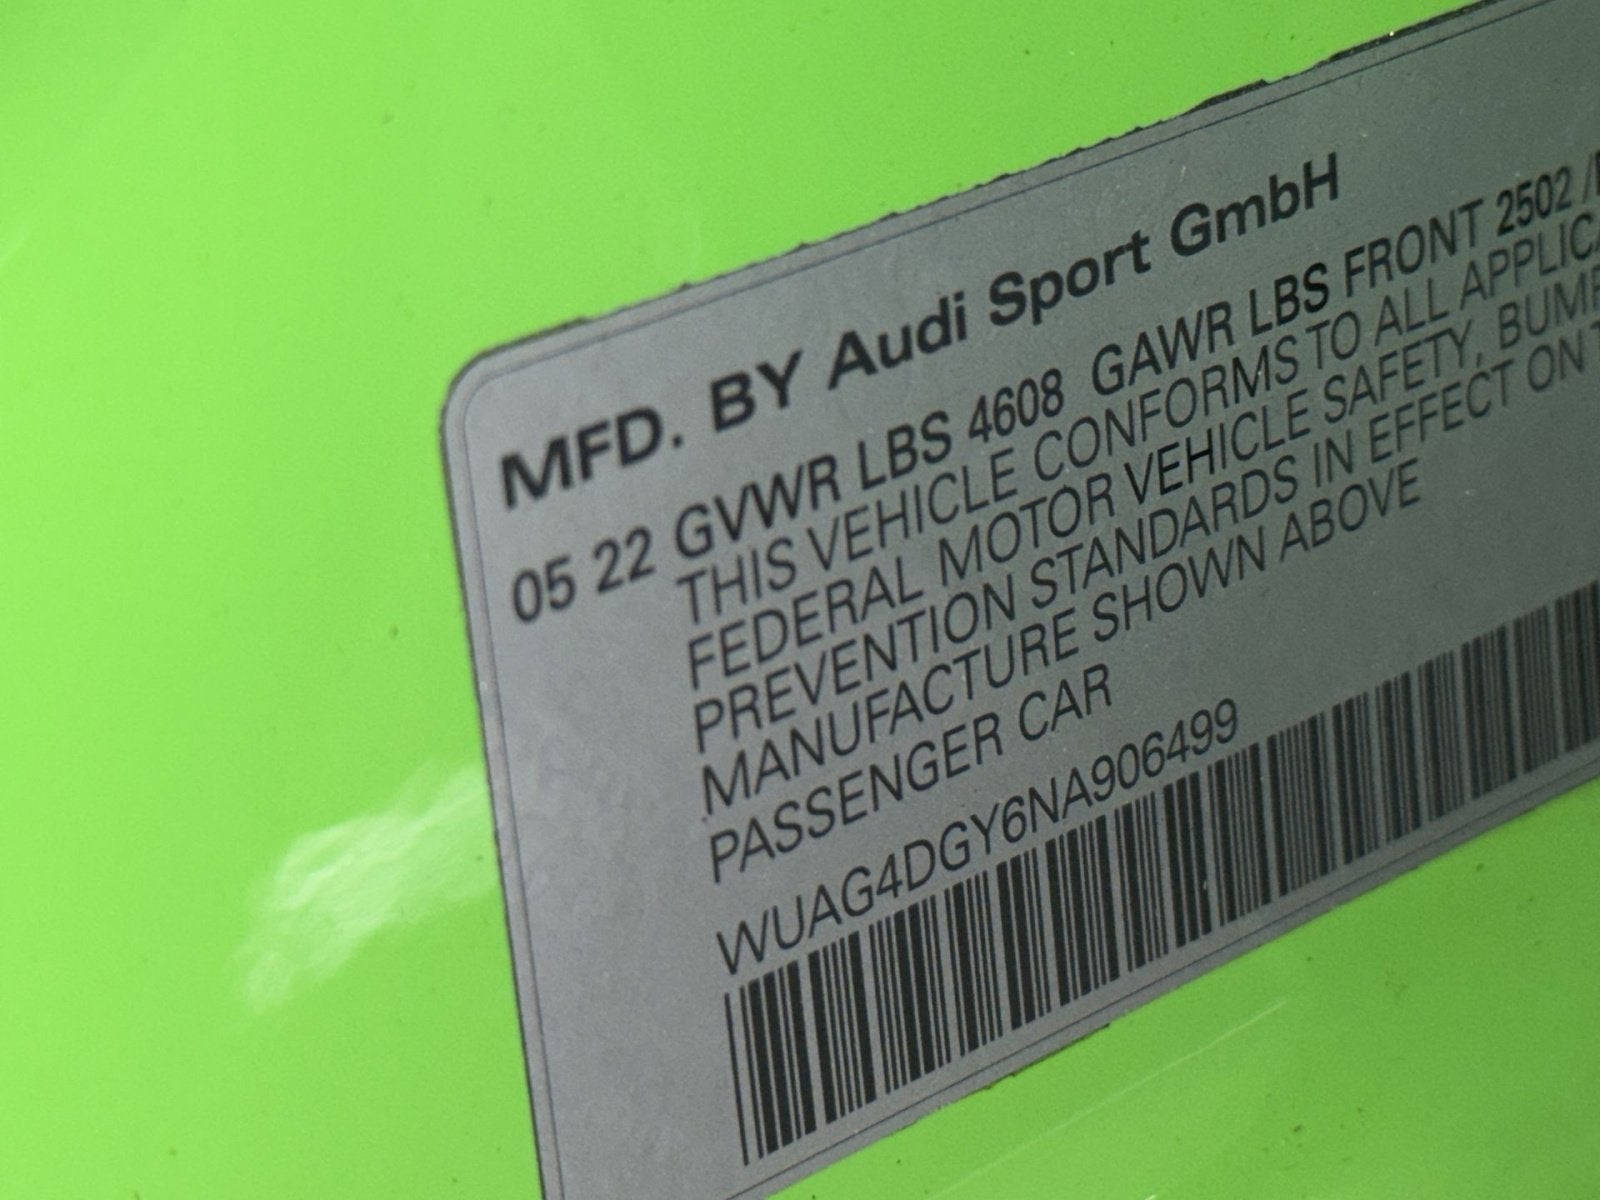 MFD. BY Audi Sport GmbH
05 22 GVWR LBS 4608 GAWR LBS FRONT 2502 /
THIS VEHICLE CONFORMS TO ALL
FEDERAL MOTOR VEHICLE SAFETY,
PREVENTION STANDARDS IN EFFECT ON
MANUFACTURE SHOWN ABOVE
PASSENGER CAR
WUAG4DGY6NA906499